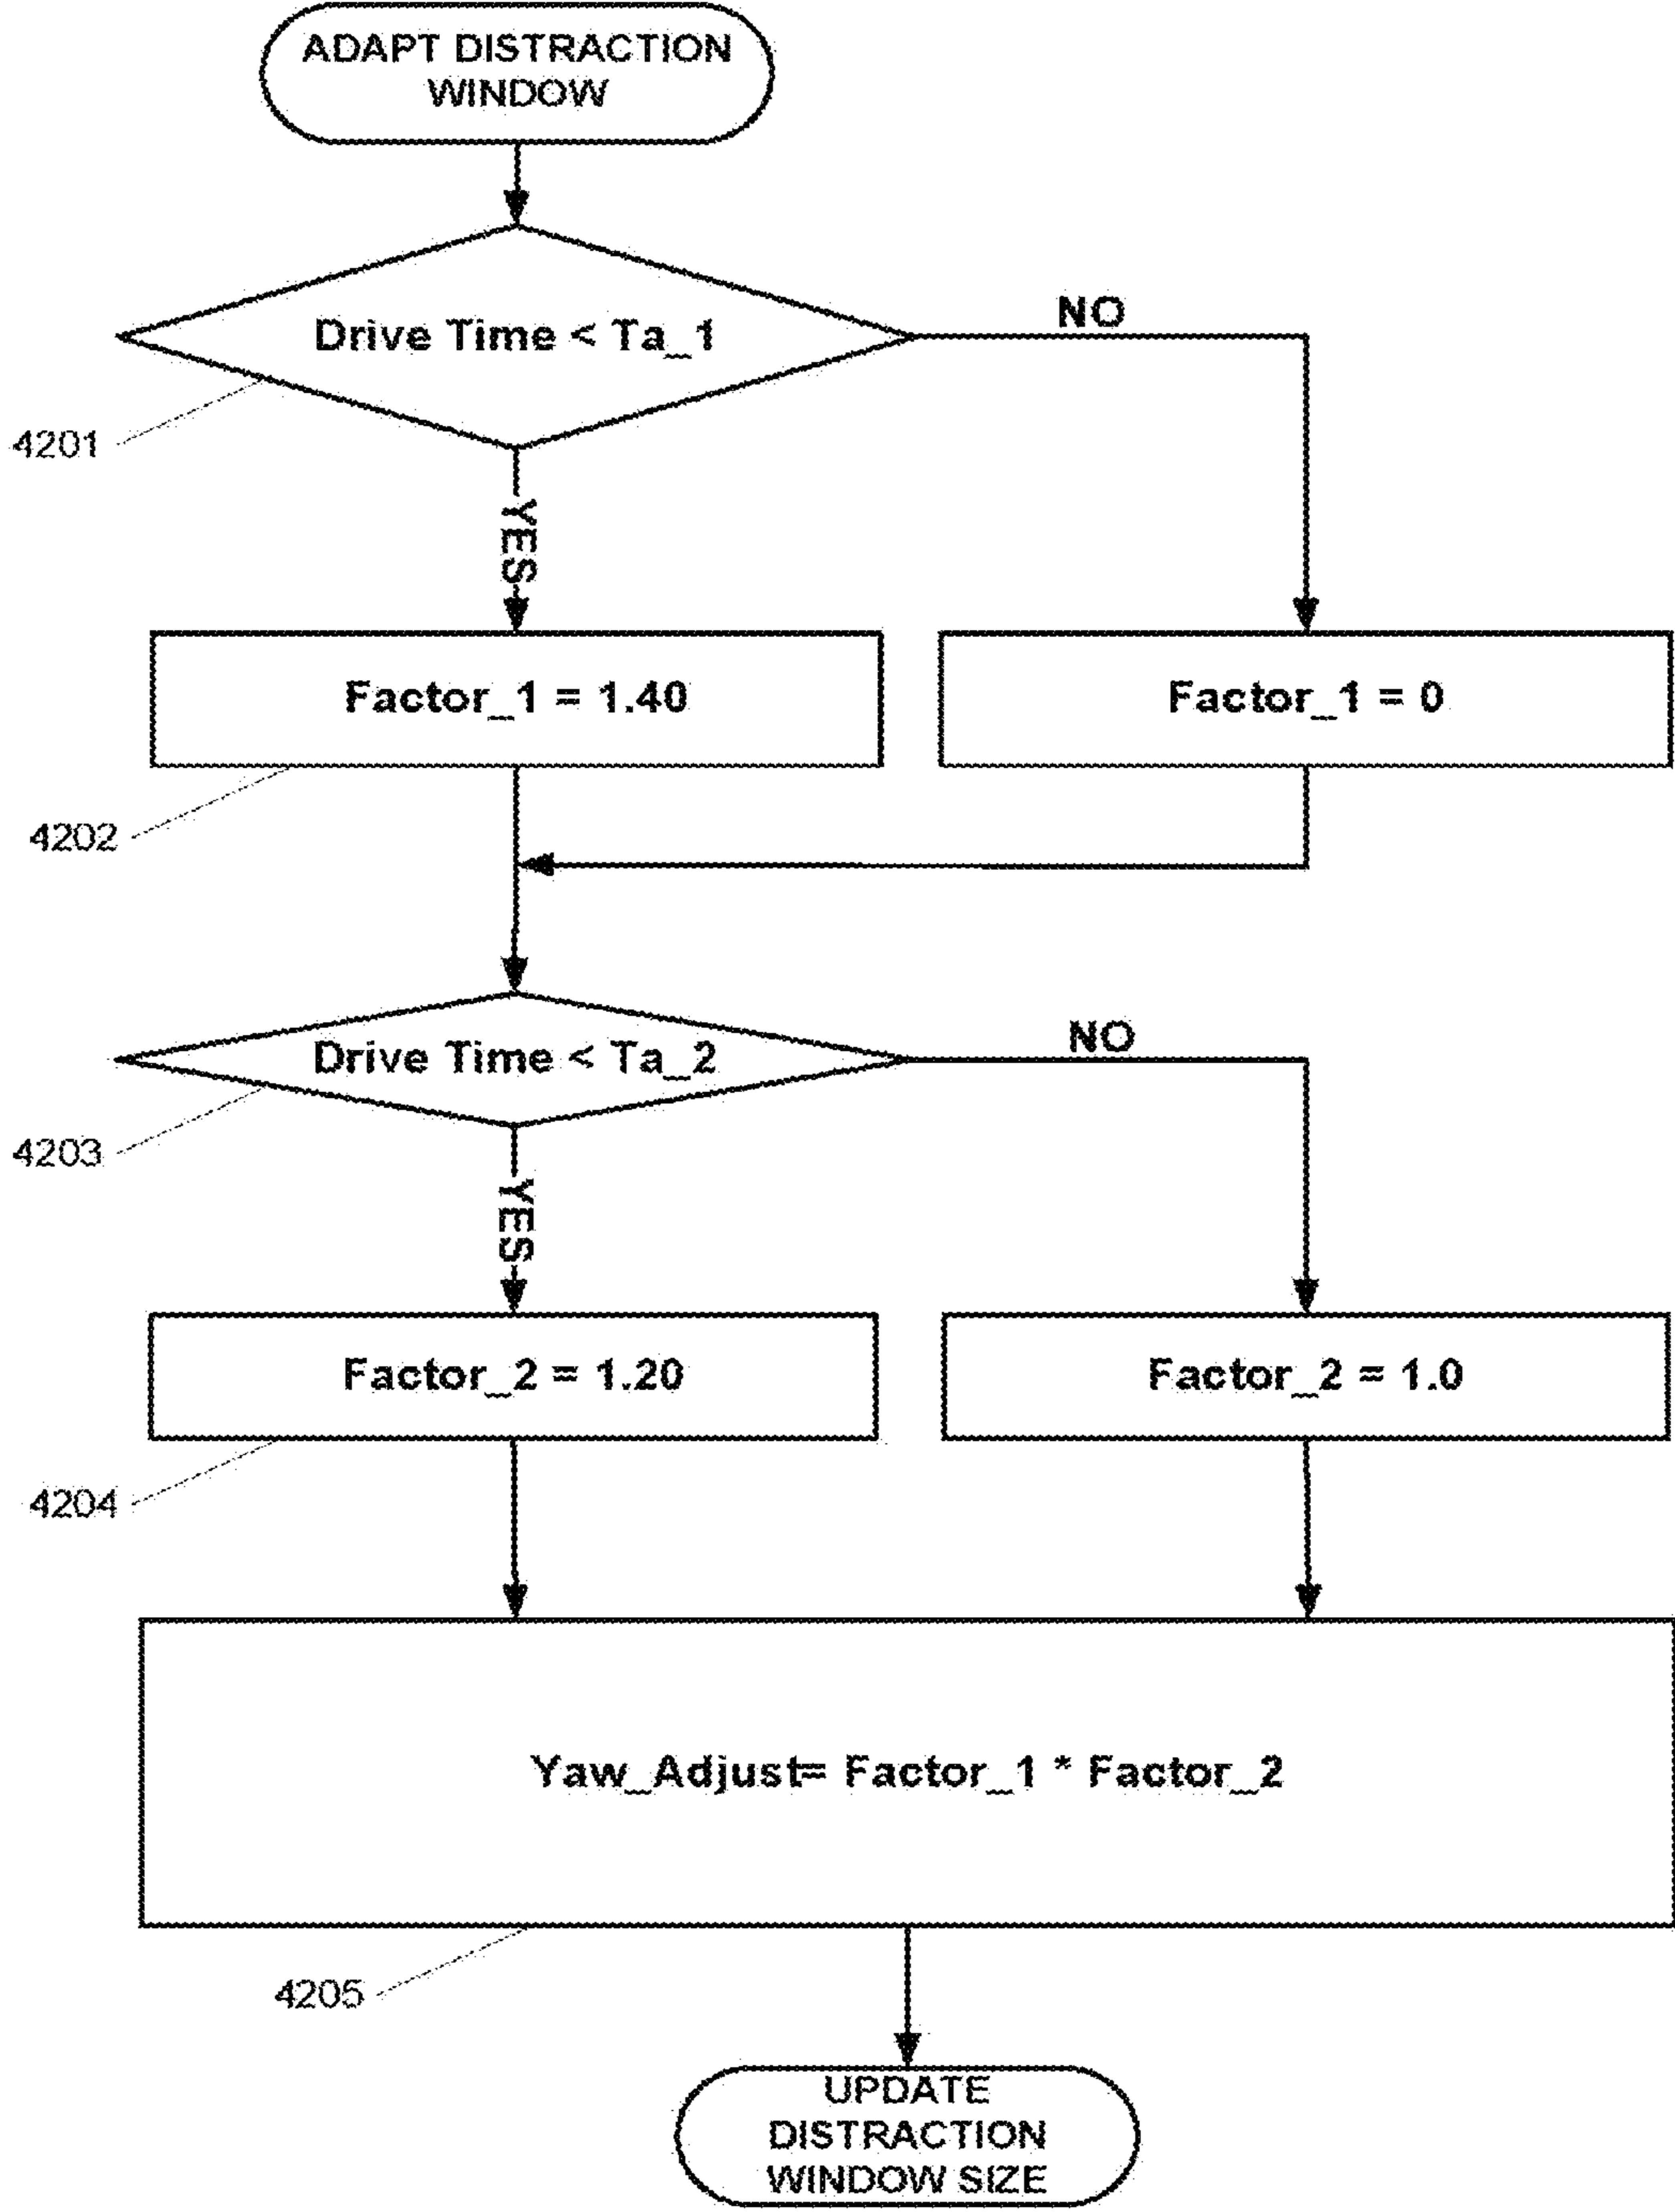 ADAPT DISTRACTION
WINDOW
Drive Time < Ta_1
NO
4201
YES
Factor_1 = 1.40
Factor_1 = 0
4202
Drive Time < Ta_2
NO
4203
YES
Factor_2 = 1.20
Factor_2 = 1.0
4204
Yaw_Adjust= Factor_1 * Factor_2
4205
UPDATE
DISTRACTION
WINDOW SIZE